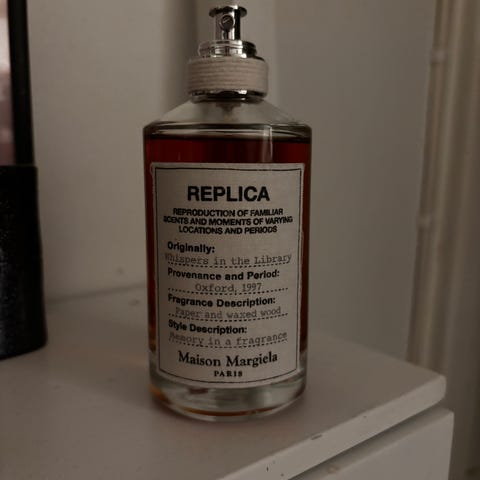 REPLICA
REPRODUCTION OF FAMILIAR
SCENTS AND MOMENTS OF VARYING
LOCATIONS AND PERIODS
Originally:
Whispers in the Library
Provenance and Period:
Oxford, 1997
Fragrance Description:
Paper and waxed wood
Style Description:
Memory in a fragrance
Maison Margiela
PARIS